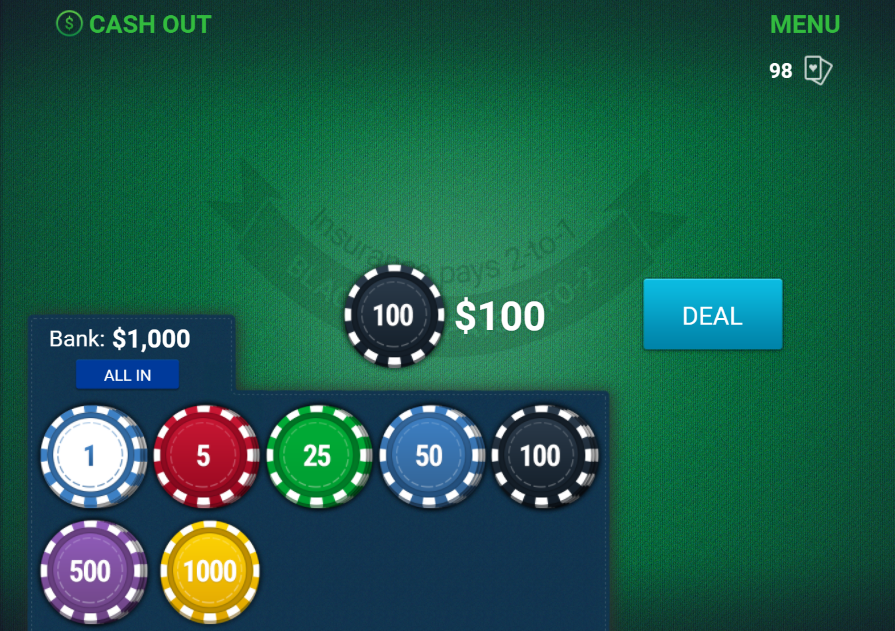 CASH OUT
MENU
98
Insurance pays 2-to-1
100 $100
DEAL
Bank: $1,000
ALL IN
1 5 25 50 100
500 1000